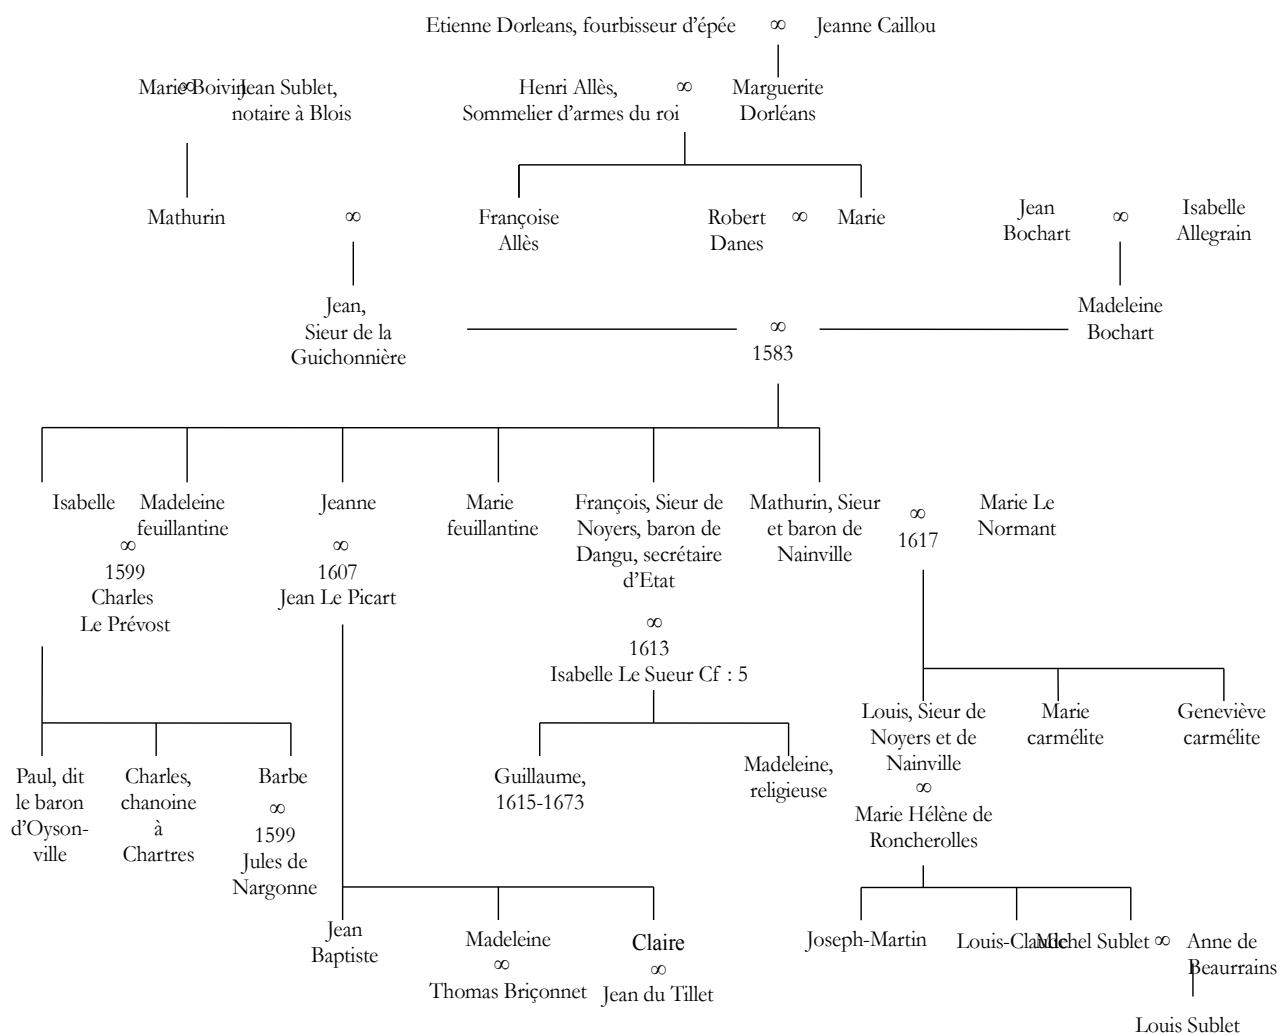 Etienne Dorleans, fourbisseur d'épée ∞ Jeanne Caillou
Marie Boivin ∞ Jean Sublet,
notaire à Blois
Henri Allès,
Sommelier d'armes du roi
∞
Marguerite
Dorléans
Mathurin
∞
Françoise
Allès
Robert
Danes
∞
Marie
Jean
Bochart
∞
Isabelle
Allegrain
Jean,
Sieur de la
Guichonnière
∞
1583
Madeleine
Bochart
Isabelle
∞
1599
Charles
Le Prévost
Madeleine
feuillantine
Jeanne
∞
1607
Jean Le Picart
Marie
feuillantine
François, Sieur de
Noyers, baron de
Dangu, secrétaire
d'Etat
∞
1613
Isabelle Le Sueur Cf : 5
Mathurin, Sieur
et baron de
Nainville
∞
1617
Marie Le
Normant
Paul, dit
le baron
d'Oyson-
ville
Charles,
chanoine
à
Chartres
Barbe
∞
1599
Jules de
Nargonne
Guillaume,
1615-1673
Madeleine,
religieuse
Louis, Sieur de
Noyers et de
Nainville
∞
Marie Hélène de
Roncherolles
Marie
carmélite
Geneviève
carmélite
Jean
Baptiste
Madeleine
∞
Thomas Briçonnet
Claire
∞
Jean du Tillet
Joseph-Martin
Louis-Claude
Michel Sublet ∞
Anne de
Beaurrains
Louis Sublet